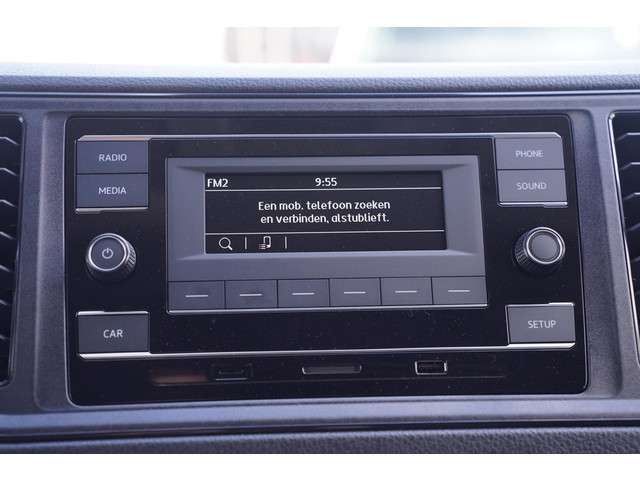 RADIO
MEDIA
CAR
FM2 9:55
Een mob. telefoon zoeken
en verbinden, alstublieft.
PHONE
SOUND
SETUP